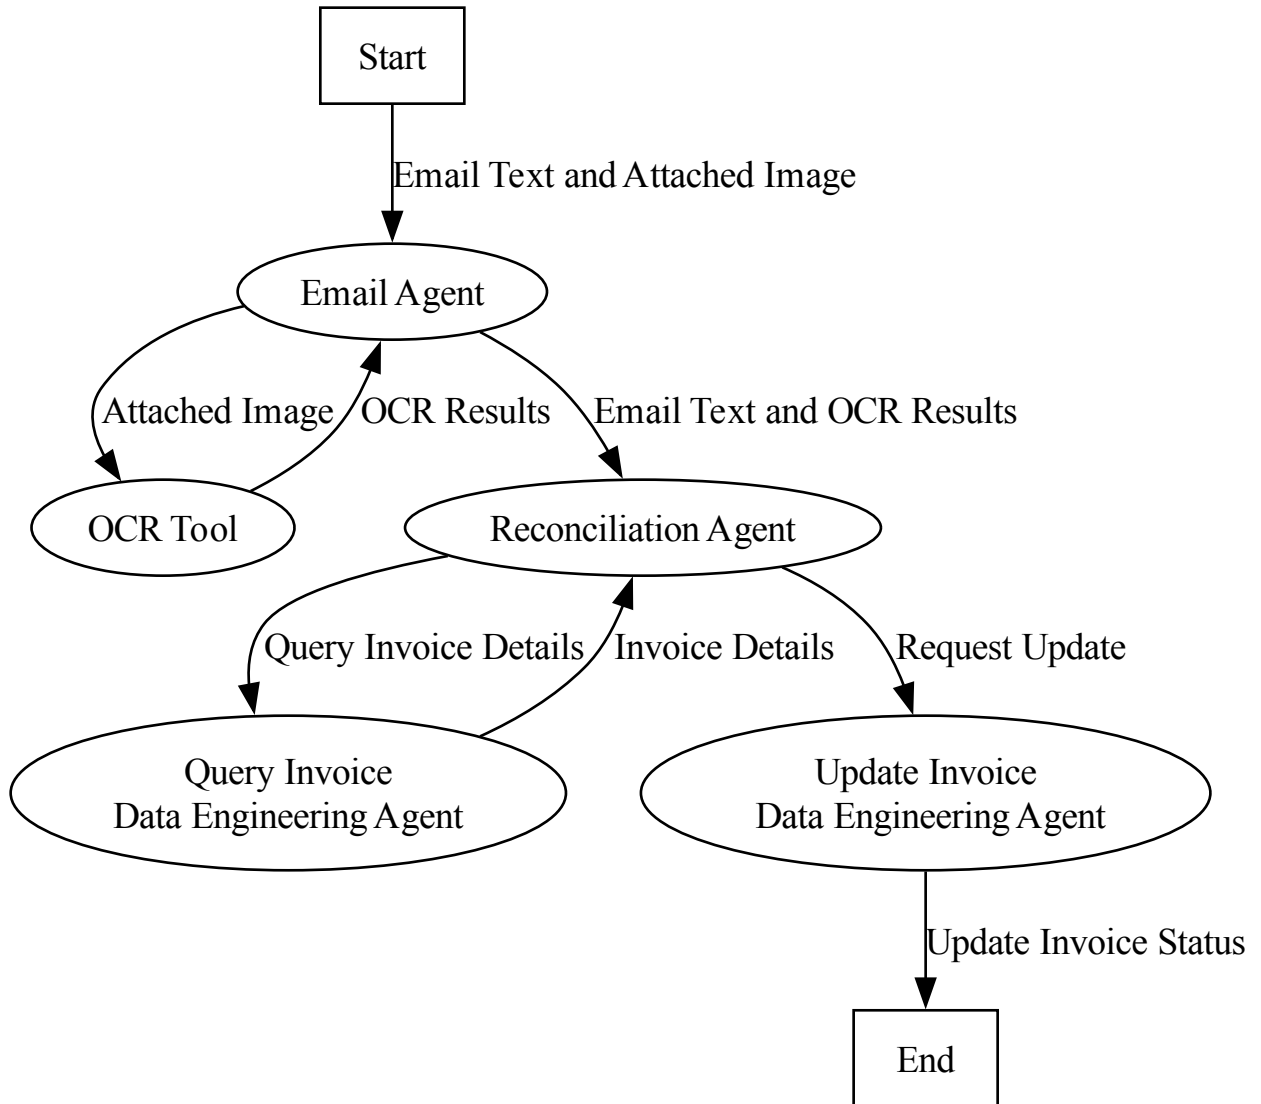 Start
Email Text and Attached Image
Email Agent
Attached Image
OCR Results
Email Text and OCR Results
OCR Tool
Reconciliation Agent
Query Invoice Details
Invoice Details
Request Update
Query Invoice
Data Engineering Agent
Update Invoice
Data Engineering Agent
Update Invoice Status
End